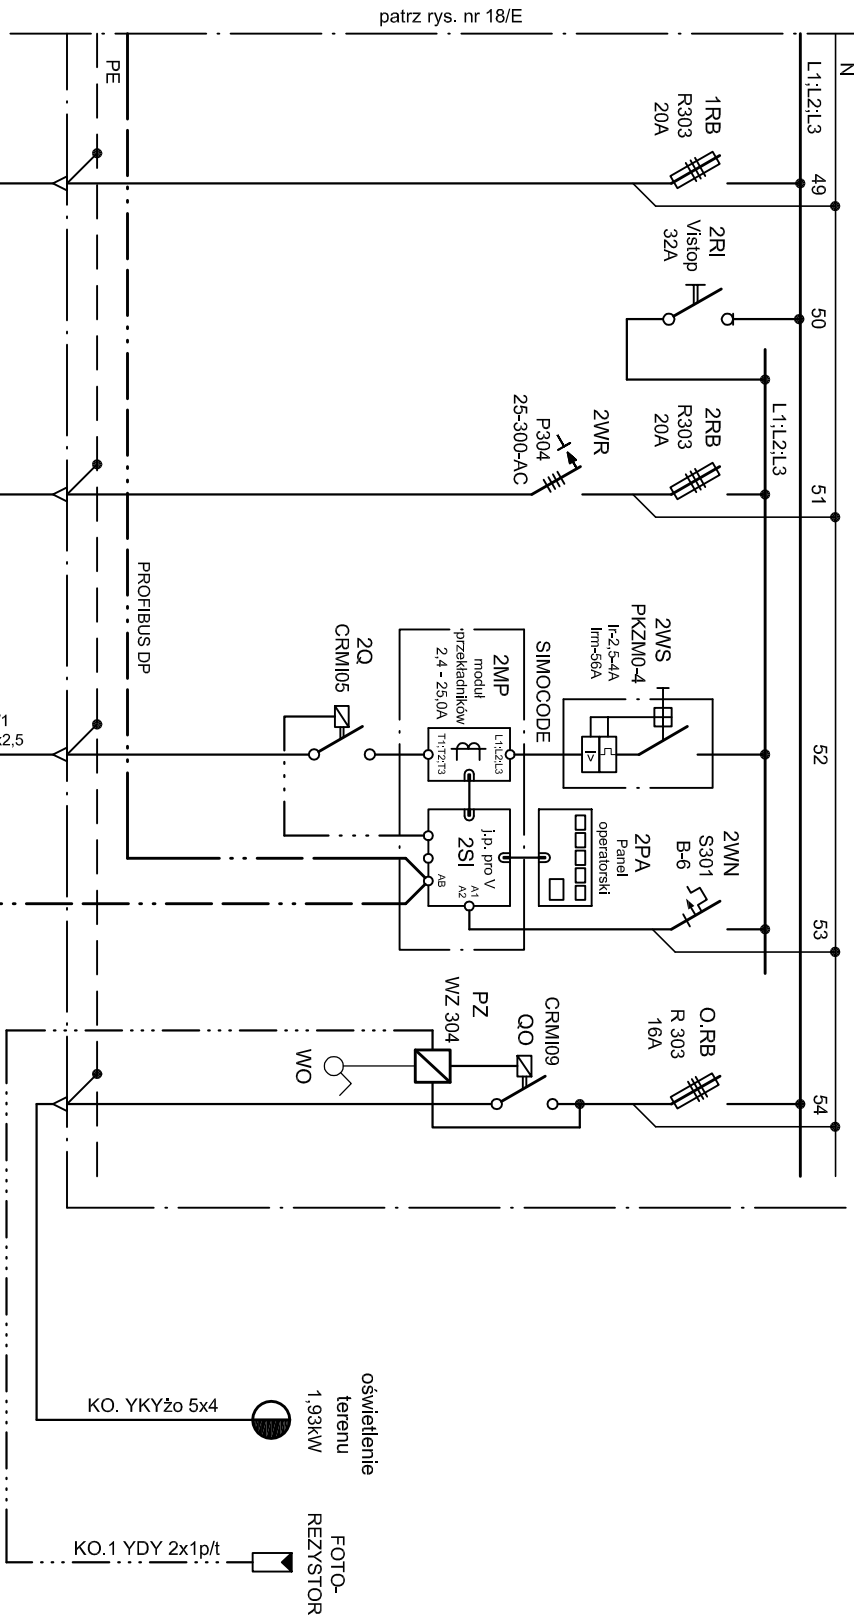 patrz rys. nr 18/E
N
L1;L2;L3
PE
1RB
R303
20A
49
2RI
Vistop
32A
50
L1;L2;L3
2RB
R303
20A
51
2WR
P304
25-300-AC
PROFIBUS DP
2WS
PKZM0-4
Ir-2,5-4A
Irm-56A
I>
52
SIMOCODE
2MP
moduł
przekładników
2,4 - 25,0A
L1;L2;L3
T1;T2;T3
2Q
CRMI05
/1
x2,5
2PA
Panel
operatorski
j.p. pro V
2SI
A1
A2
AB
2WN
S301
B-6
53
O.RB
R 303
16A
54
CRMI09
QO
PZ
WZ 304
WO
oświetlenie
terenu
1,93kW
KO. YKYżo 5x4
FOTO-
REZYSTOR
KO.1 YDY 2x1p/t